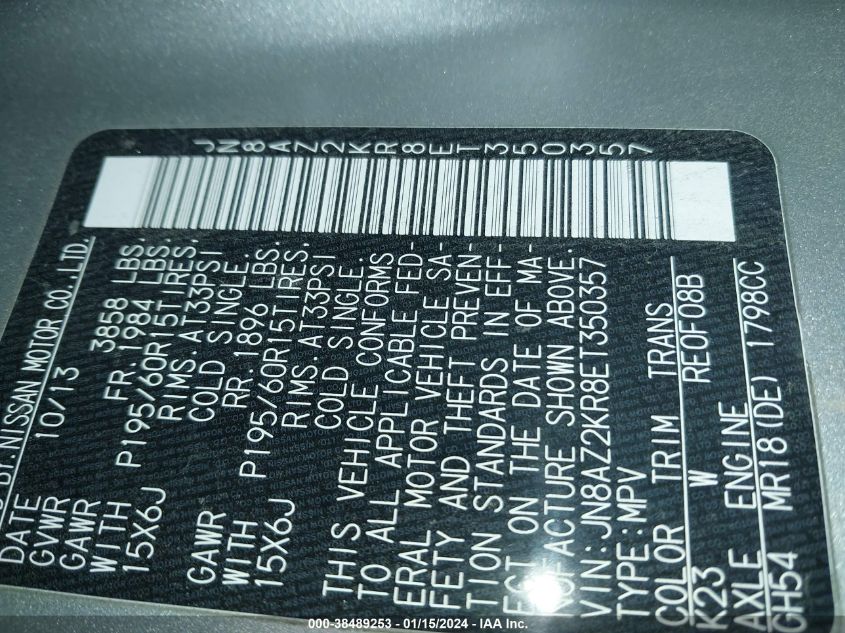 JN8AZ2KR8ET350357
BY:NISSAN MOTOR CO.,LTD.
DATE 10/13
GVWR 3858 LBS.
GAWR FR. 1984 LBS.
WITH P195/60R15TIRES.
15X6J RIMS.AT33PSI
COLD SINGLE.
GAWR RR. 1896 LBS.
WITH P195/60R15TIRES.
15X6J RIMS.AT33PSI
COLD SINGLE.
THIS VEHICLE CONFORMS
TO ALL APPLICABLE FED-
ERAL MOTOR VEHICLE SA-
FETY AND THEFT PREVEN-
TION STANDARDS IN EFF-
ECT ON THE DATE OF MA-
NUFACTURE SHOWN ABOVE.
VIN:JN8AZ2KR8ET350357
TYPE:MPV
COLOR TRIM TRANS
K23 W RE0F08B
AXLE ENGINE
GH54 MR18(DE) 1798CC
000-38489253 - 01/15/2024 - IAA Inc.